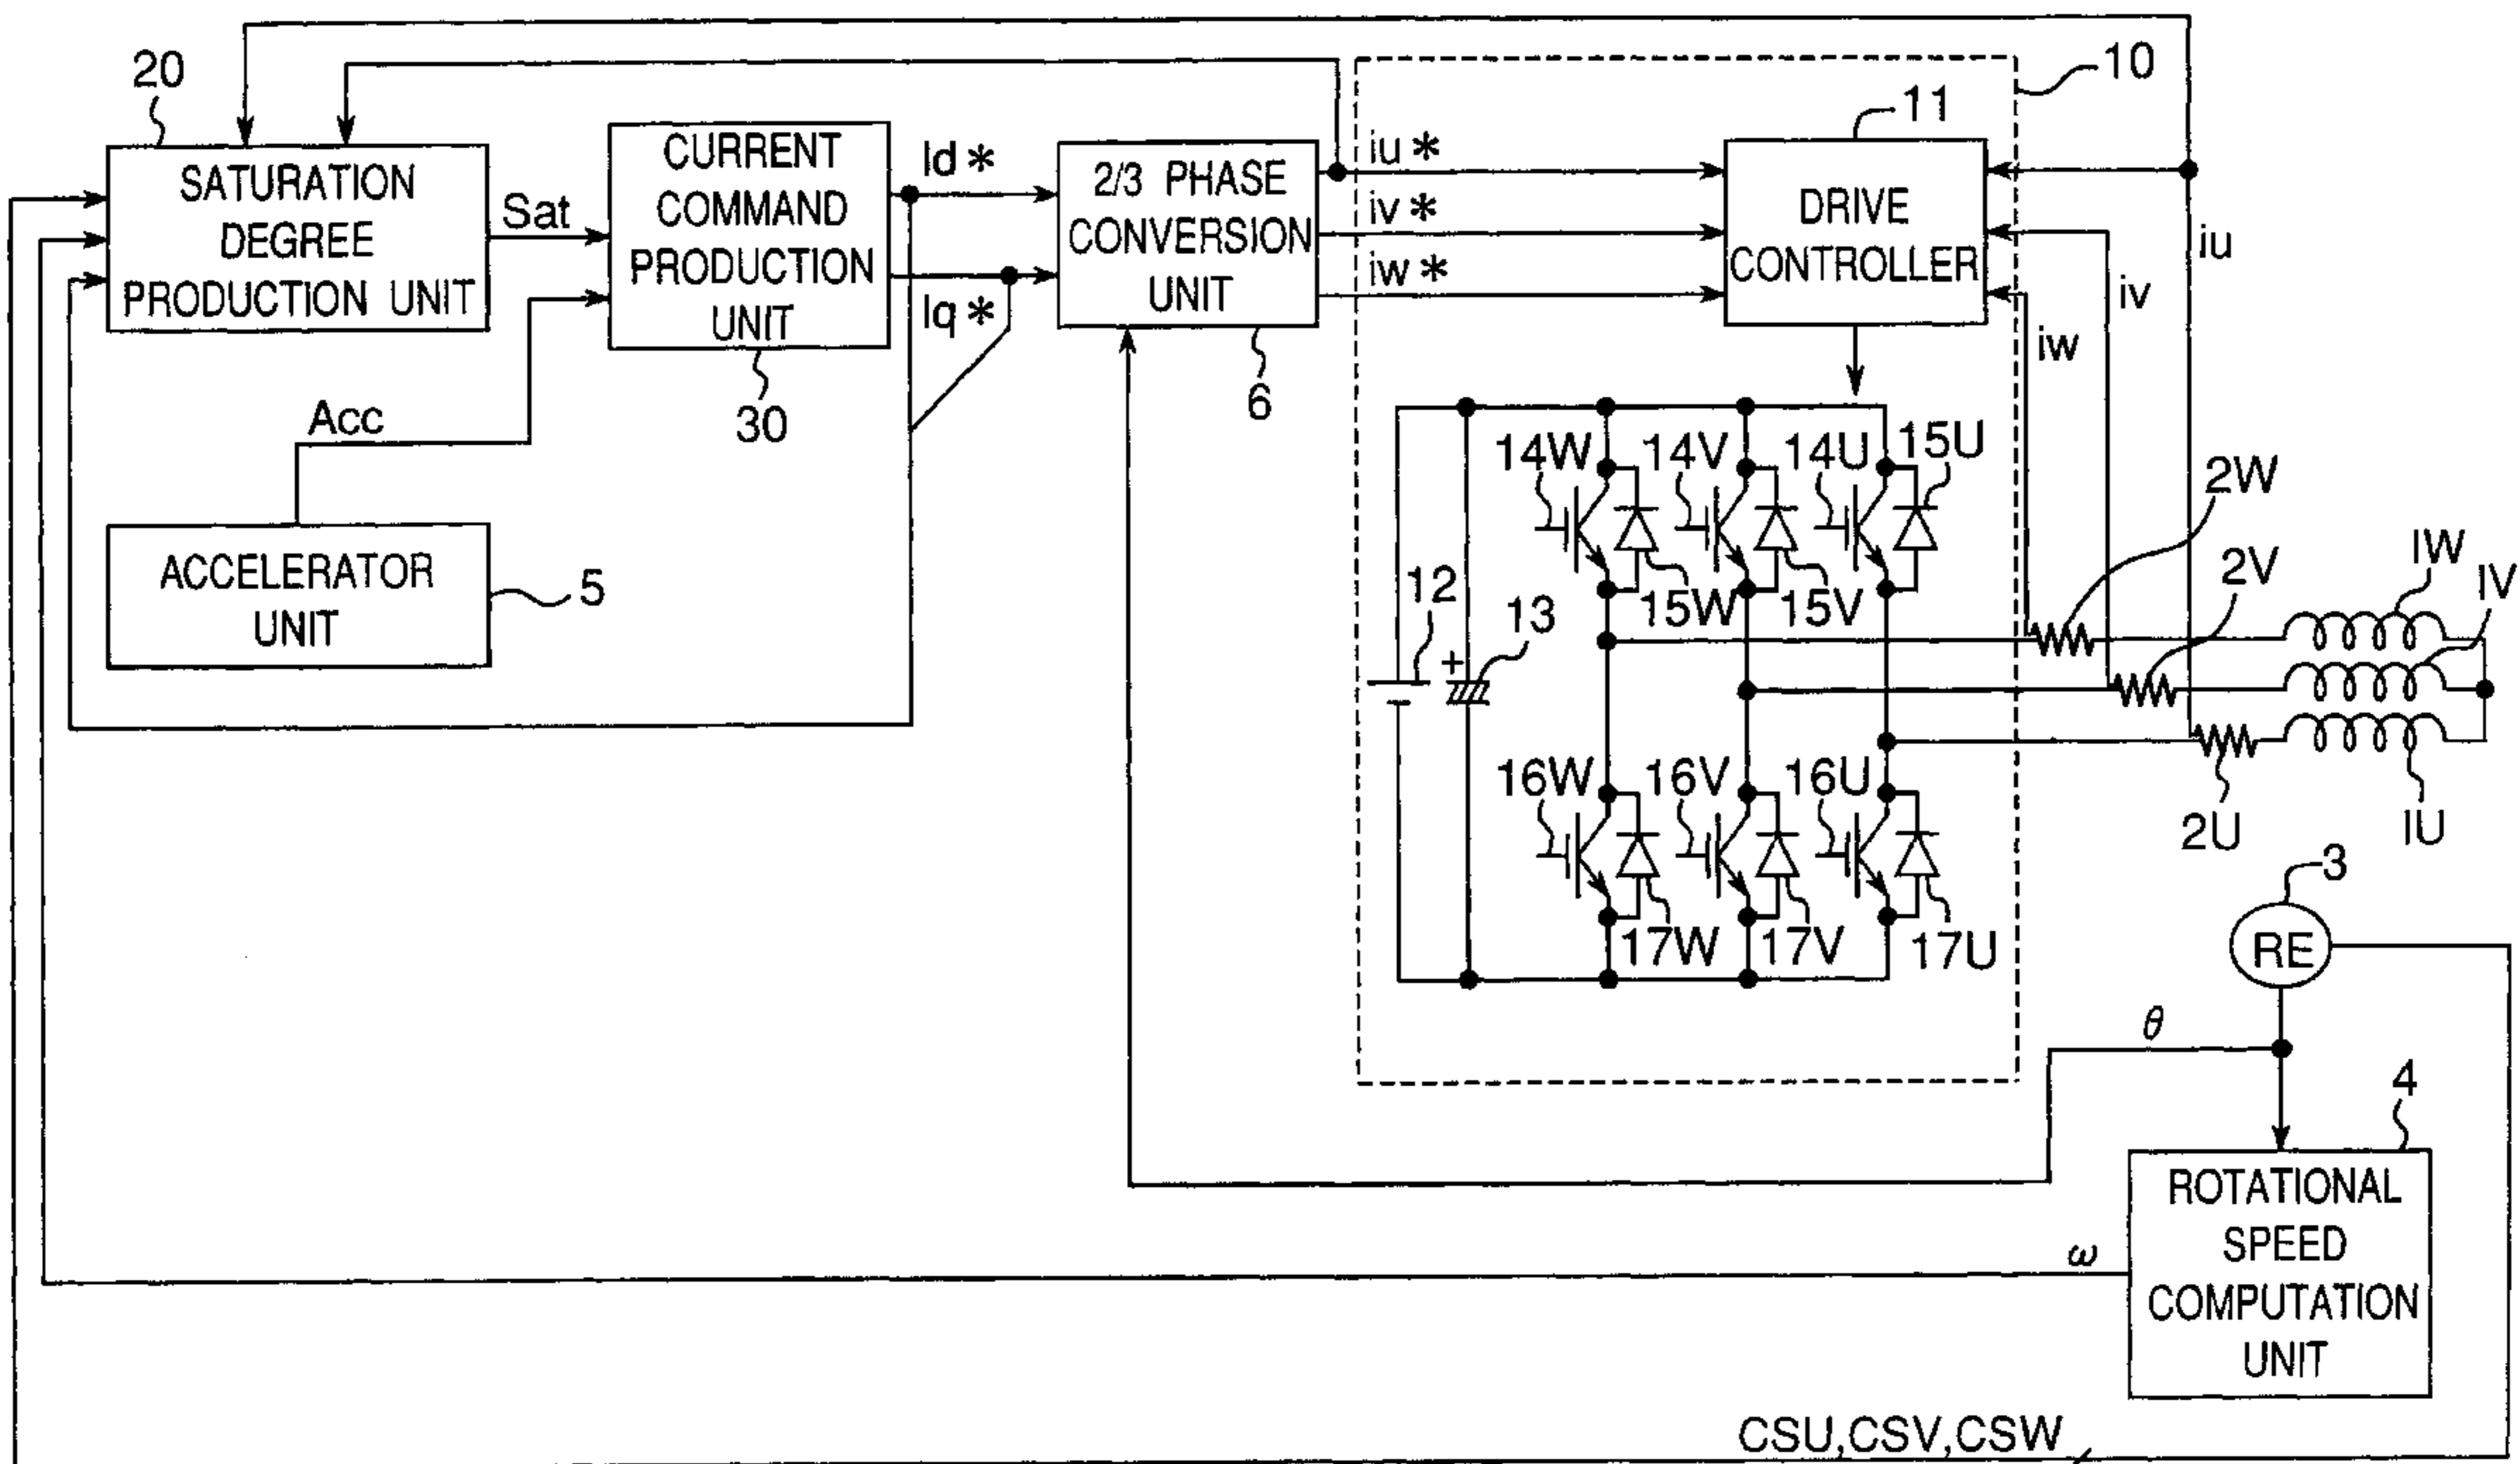 20
SATURATION
DEGREE
PRODUCTION UNIT
Sat
CURRENT
COMMAND
PRODUCTION
UNIT
30
Id*
Iq*
2/3 PHASE
CONVERSION
UNIT
6
iu*
iv*
iw*
10
11
DRIVE
CONTROLLER
iu
iv
iw
Acc
ACCELERATOR
UNIT
5
14W
14V
14U
15U
15W
15V
12
+
13
2W
2V
IW
IV
16W
16V
16U
2U
IU
17W
17V
17U
3
RE
θ
4
ROTATIONAL
SPEED
COMPUTATION
UNIT
ω
CSU,CSV,CSW